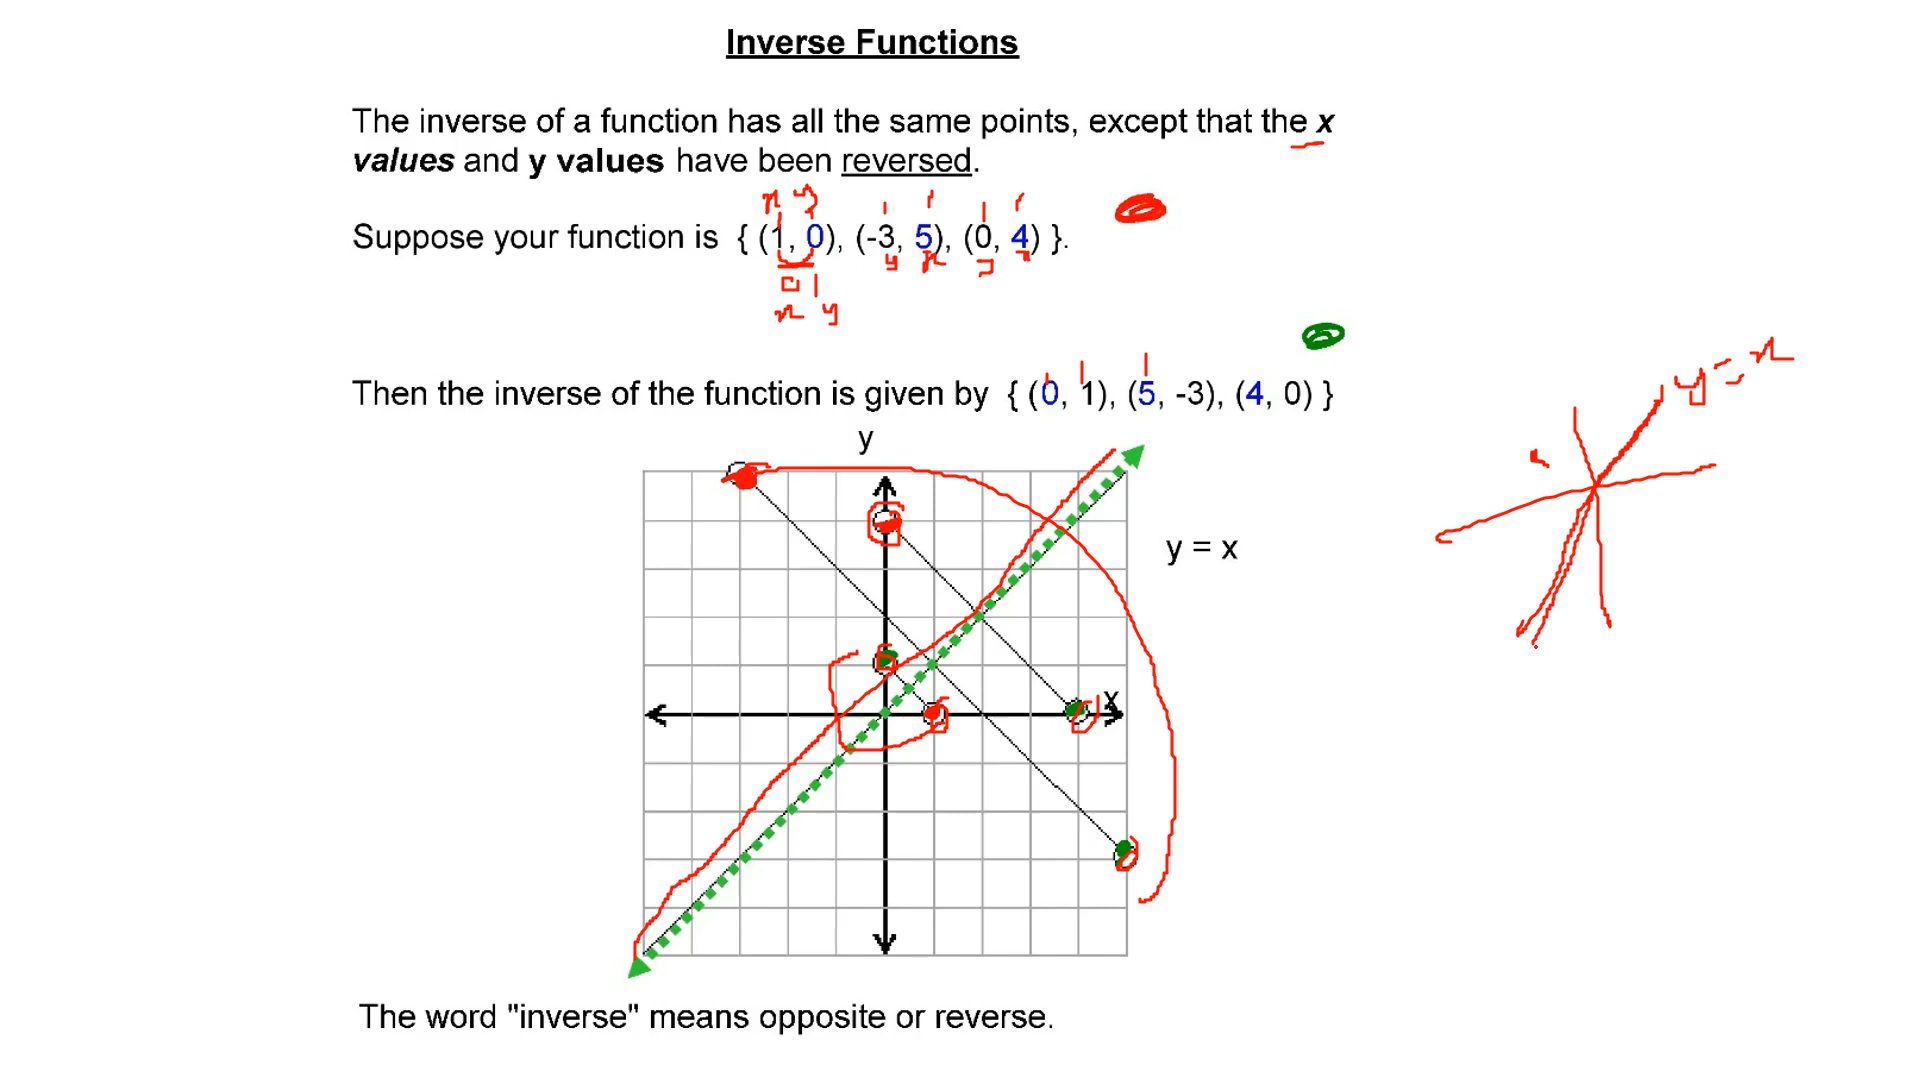 Inverse Functions
The inverse of a function has all the same points, except that the x
values and y values have been reversed.
x y
Suppose your function is { (1, 0), (-3, 5), (0, 4) }.
y x y x
0 1
x y
Then the inverse of the function is given by { (0, 1), (5, -3), (4, 0) }
y = x
y
y = x
x
The word "inverse" means opposite or reverse.